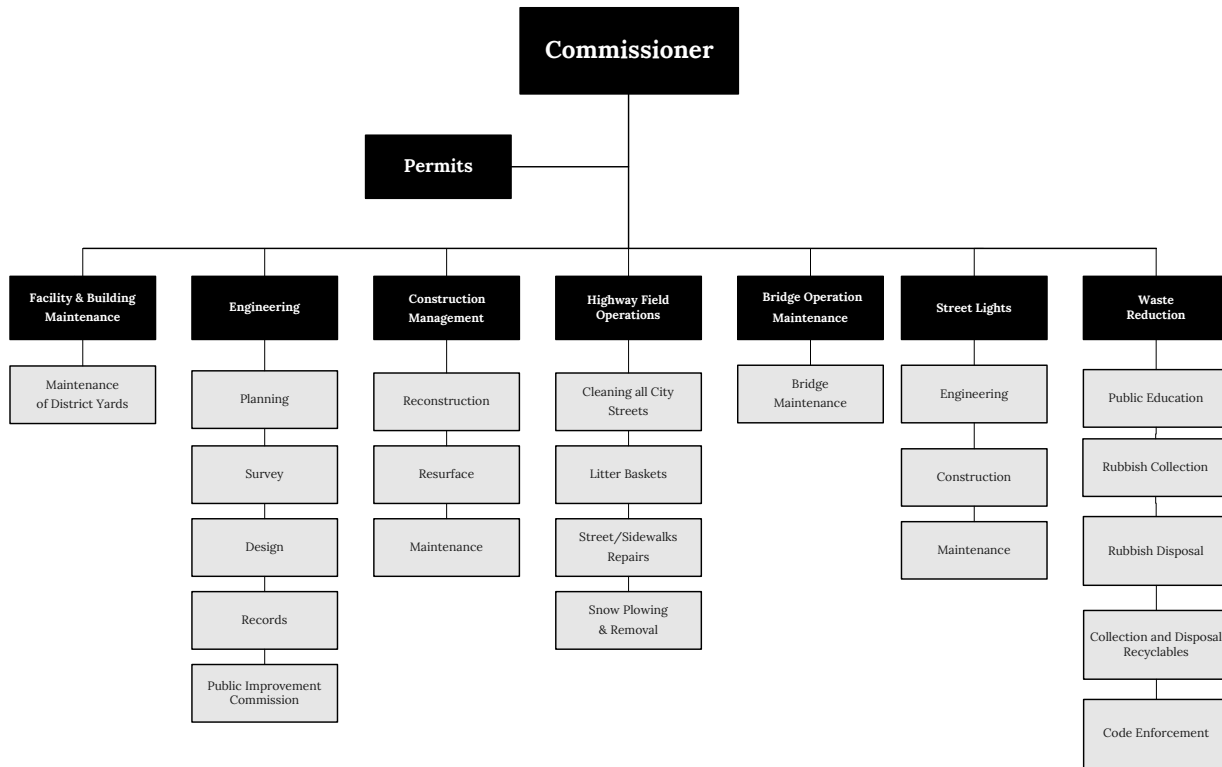 Commissioner
Permits
Facility & Building
Maintenance
Engineering
Construction
Management
Highway Field
Operations
Bridge Operation
Maintenance
Street Lights
Waste
Reduction
Maintenance
of District Yards
Planning
Survey
Design
Records
Public Improvement
Commission
Reconstruction
Resurface
Maintenance
Cleaning all City
Streets
Litter Baskets
Street/Sidewalks
Repairs
Snow Plowing
& Removal
Bridge
Maintenance
Engineering
Construction
Maintenance
Public Education
Rubbish Collection
Rubbish Disposal
Collection and Disposal
Recyclables
Code Enforcement